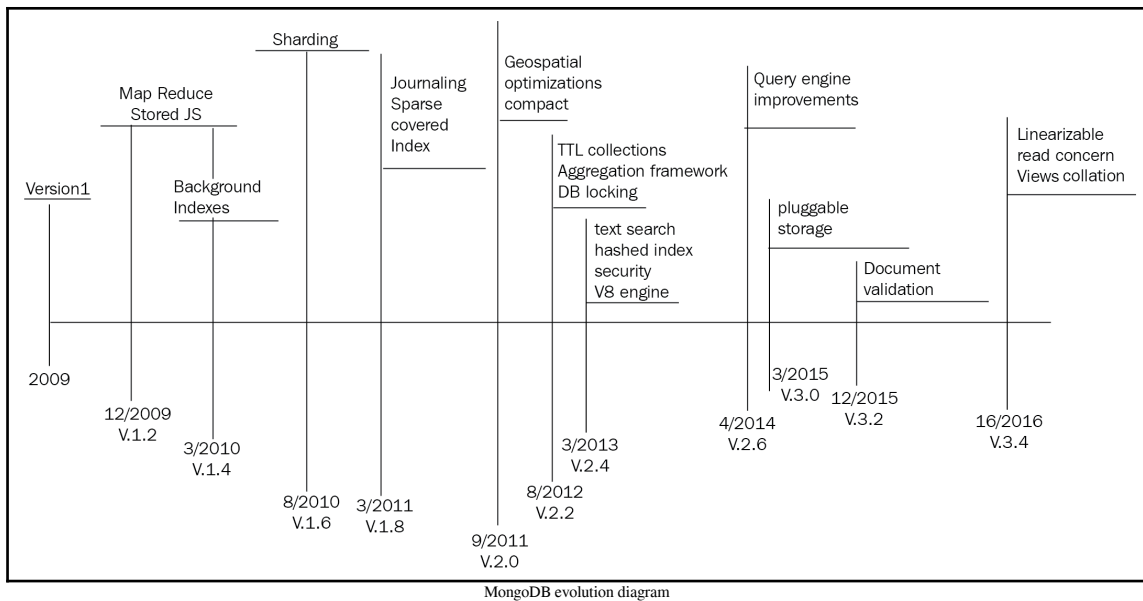 Sharding
Map Reduce
Stored JS
Version1
Background
Indexes
Journaling
Sparse
covered
Index
Geospatial
optimizations
compact
TTL collections
Aggregation framework
DB locking
text search
hashed index
security
V8 engine
Query engine
improvements
pluggable
storage
Document
validation
Linearizable
read concern
Views collation
2009
12/2009
V.1.2
3/2010
V.1.4
8/2010
V.1.6
3/2011
V.1.8
9/2011
V.2.0
8/2012
V.2.2
3/2013
V.2.4
4/2014
V.2.6
3/2015
V.3.0
12/2015
V.3.2
16/2016
V.3.4
MongoDB evolution diagram